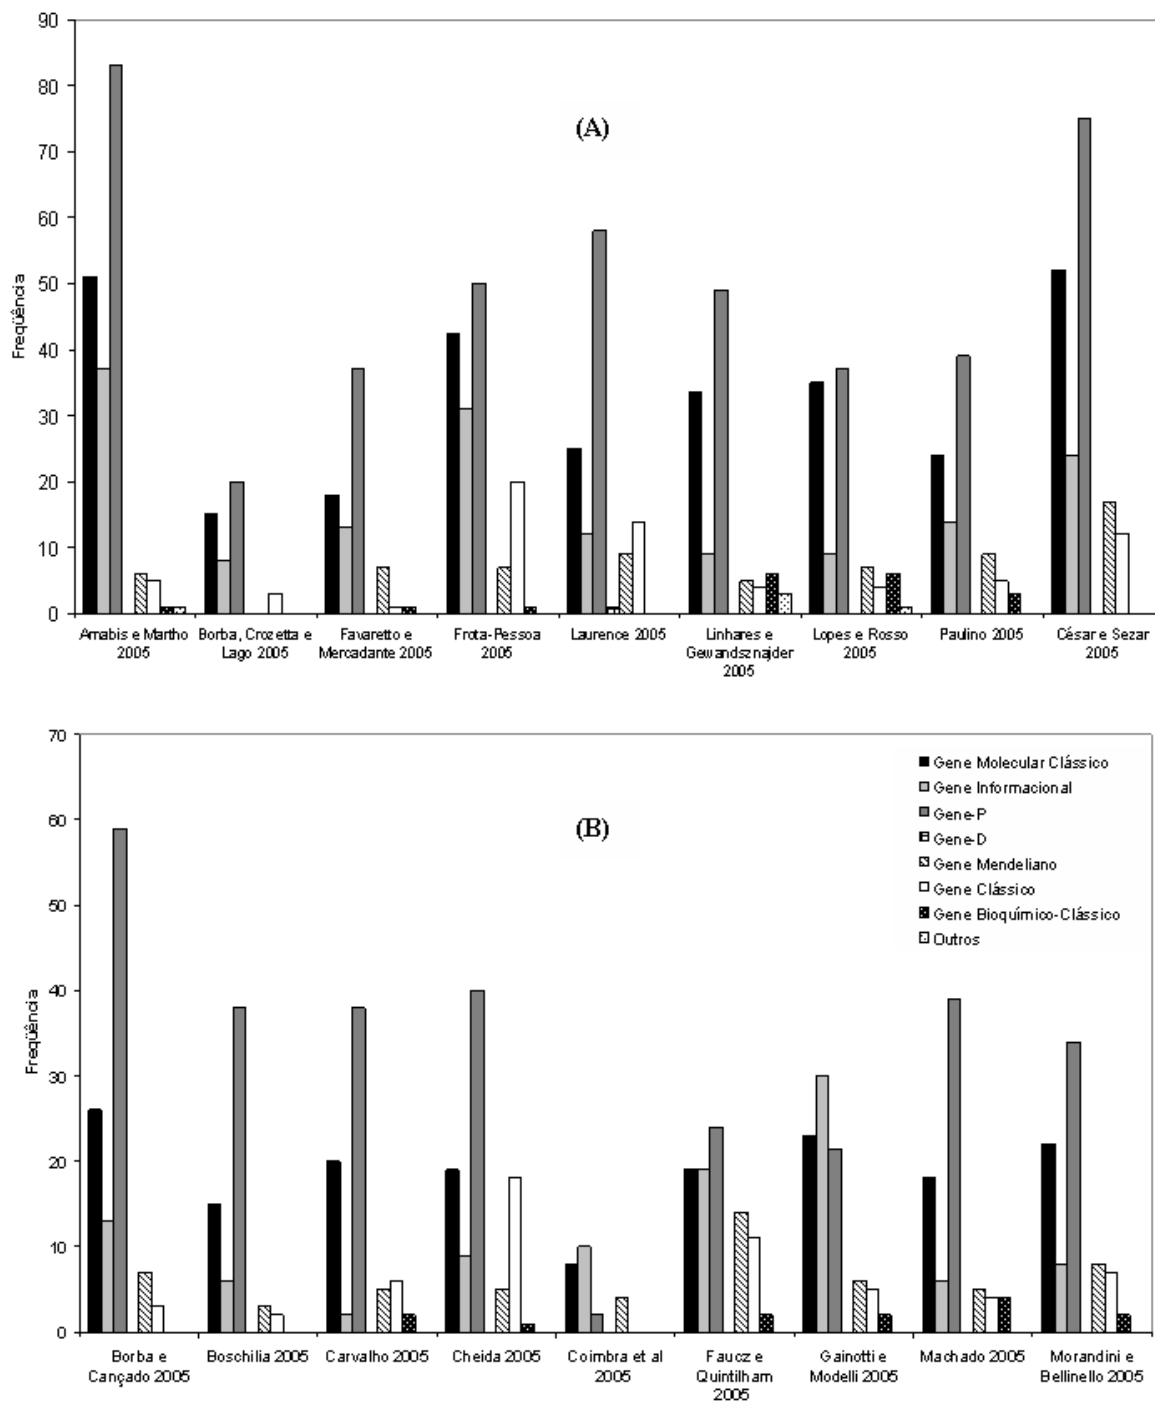 90
80
70
60
50
40
30
20
10
0
Freqüência
(A)
Amabis e Martho
2005
Borba, Crozetta e
Lago 2005
Favaretto e
Mercadante 2005
Frota-Pessoa
2005
Laurence 2005
Linhares e
Gewandsznajder
2005
Lopes e Rosso
2005
Paulino 2005
César e Sezar
2005
70
60
50
40
30
20
10
0
Freqüência
(B)
Gene Molecular Clássico
Gene Informacional
Gene-P
Gene-D
Gene Mendeliano
Gene Clássico
Gene Bioquímico-Clássico
Outros
Borba e
Cançado 2005
Boschilia 2005
Carvalho 2005
Cheida 2005
Coimbra et al
2005
Faucz e
Quintilham
2005
Gainotti e
Modelli 2005
Machado 2005
Morandini e
Bellinello 2005